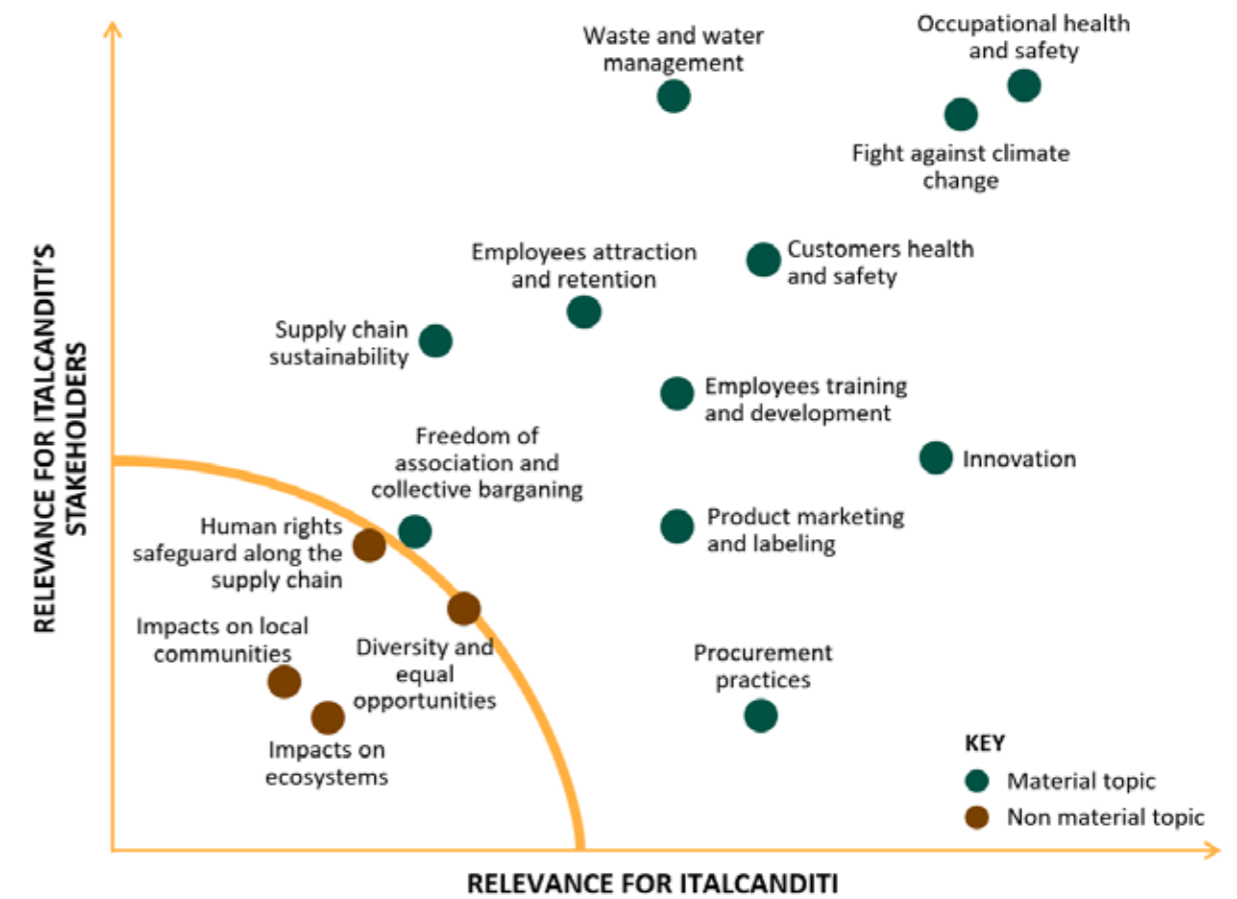 Occupational health
and safety
Waste and water
management
Fight against climate
change
RELEVANCE FOR ITALCANDITI'S
STAKEHOLDERS
Employees attraction
and retention
Customers health
and safety
Supply chain
sustainability
Employees training
and development
Freedom of
association and
collective barganing
Innovation
Human rights
safeguard along the
supply chain
Product marketing
and labeling
Impacts on local
communities
Diversity and
equal
opportunities
Procurement
practices
Impacts on
ecosystems
KEY
Material topic
Non material topic
RELEVANCE FOR ITALCANDITI